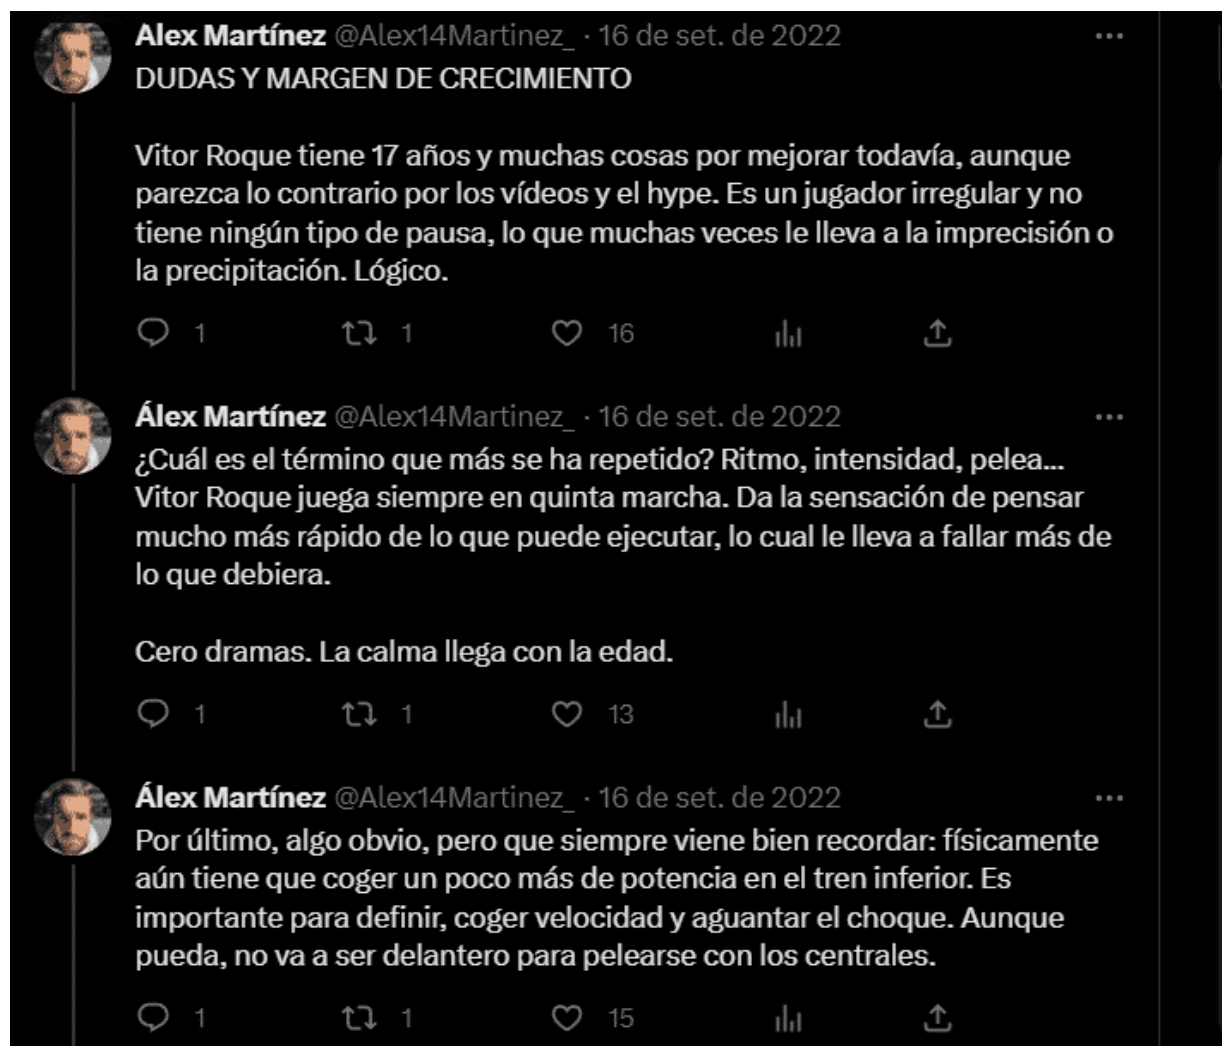 Alex Martínez @Alex14Martinez_ · 16 de set. de 2022
DUDAS Y MARGEN DE CRECIMIENTO
Vitor Roque tiene 17 años y muchas cosas por mejorar todavía, aunque
parezca lo contrario por los vídeos y el hype. Es un jugador irregular y no
tiene ningún tipo de pausa, lo que muchas veces le lleva a la imprecisión o
la precipitación. Lógico.
1 1 16
Álex Martínez @Alex14Martinez_ · 16 de set. de 2022
¿Cuál es el término que más se ha repetido? Ritmo, intensidad, pelea...
Vitor Roque juega siempre en quinta marcha. Da la sensación de pensar
mucho más rápido de lo que puede ejecutar, lo cual le lleva a fallar más de
lo que debiera.
Cero dramas. La calma llega con la edad.
1 1 13
Álex Martínez @Alex14Martinez_ · 16 de set. de 2022
Por último, algo obvio, pero que siempre viene bien recordar: físicamente
aún tiene que coger un poco más de potencia en el tren inferior. Es
importante para definir, coger velocidad y aguantar el choque. Aunque
pueda, no va a ser delantero para pelearse con los centrales.
1 1 15